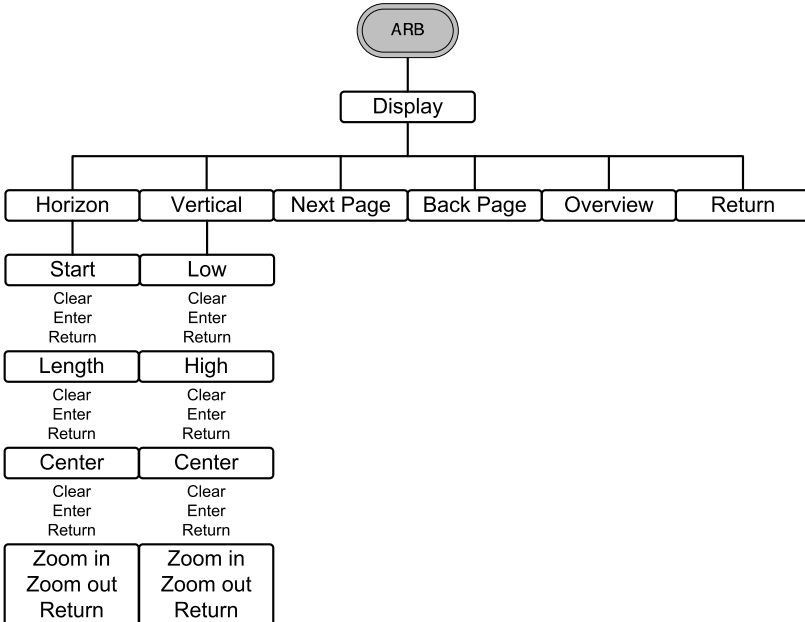 ARB
Display
Horizon Vertical Next Page Back Page Overview Return
Start Low
Clear Clear
Enter Enter
Return Return
Length High
Clear Clear
Enter Enter
Return Return
Center Center
Clear Clear
Enter Enter
Return Return
Zoom in Zoom in
Zoom out Zoom out
Return Return